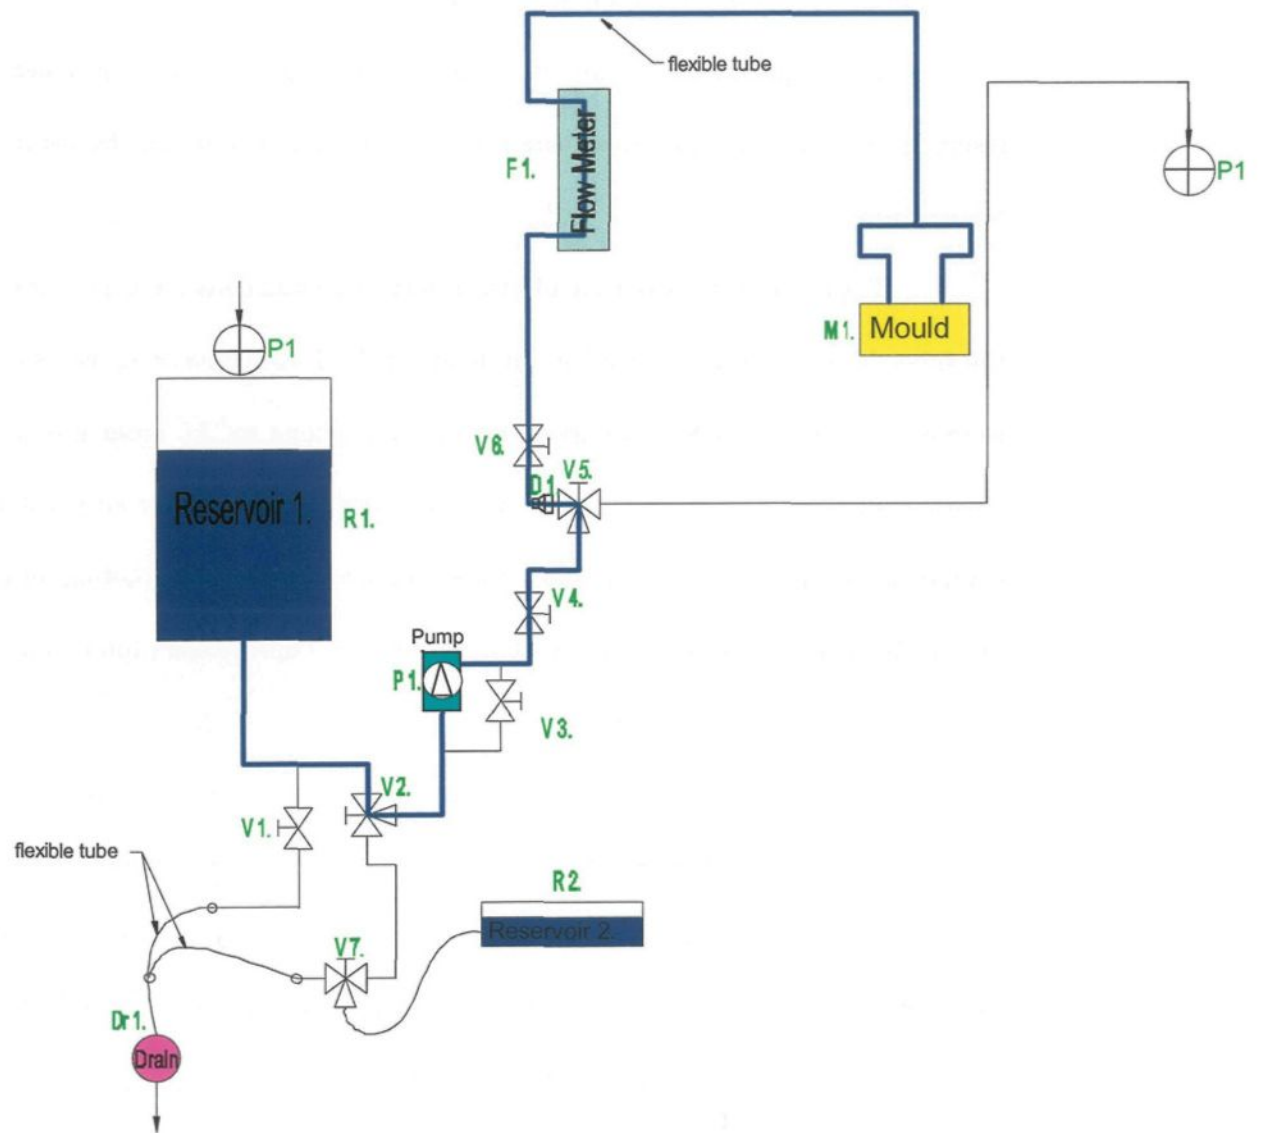 flexible tube
Flow Meter
F1.
P1
P1
M1.
Mould
V6.
V5.
D1
Reservoir 1.
R1.
V4.
Pump
P1.
V3.
V2.
V1.
flexible tube
R2
Reservoir 2.
V7.
Dr1.
Drain